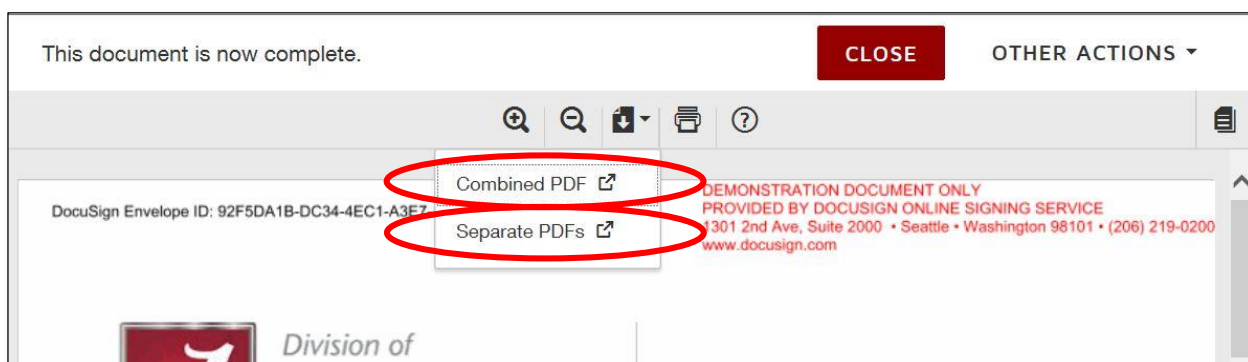 This document is now complete.
CLOSE
OTHER ACTIONS
Combined PDF
Separate PDFs
DocuSign Envelope ID: 92F5DA1B-DC34-4EC1-A3E7
DEMONSTRATION DOCUMENT ONLY
PROVIDED BY DOCUSIGN ONLINE SIGNING SERVICE
1301 2nd Ave, Suite 2000 • Seattle • Washington 98101 • (206) 219-0200
www.docusign.com
Division of